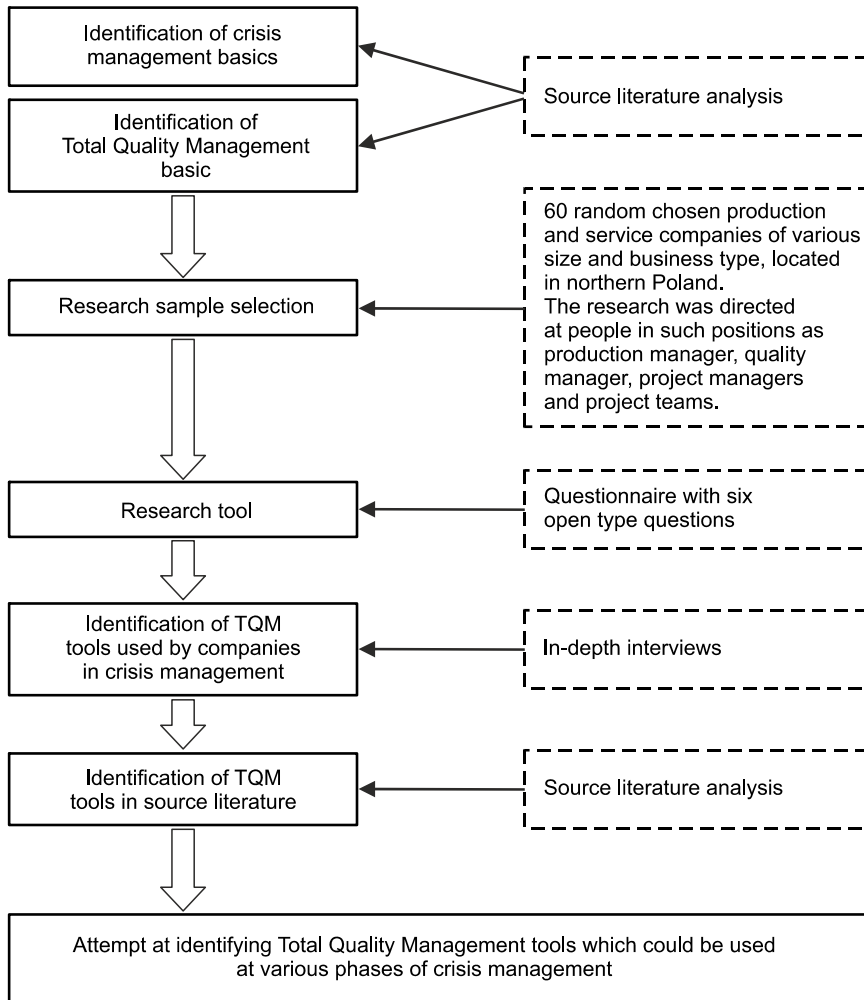 Identification of crisis
management basics
Source literature analysis
Identification of
Total Quality Management
basic
60 random chosen production
and service companies of various
size and business type, located
in northern Poland.
The research was directed
at people in such positions as
production manager, quality
manager, project managers
and project teams.
Research sample selection
Research tool
Questionnaire with six
open type questions
Identification of TQM
tools used by companies
in crisis management
In-depth interviews
Identification of TQM
tools in source literature
Source literature analysis
Attempt at identifying Total Quality Management tools which could be used
at various phases of crisis management